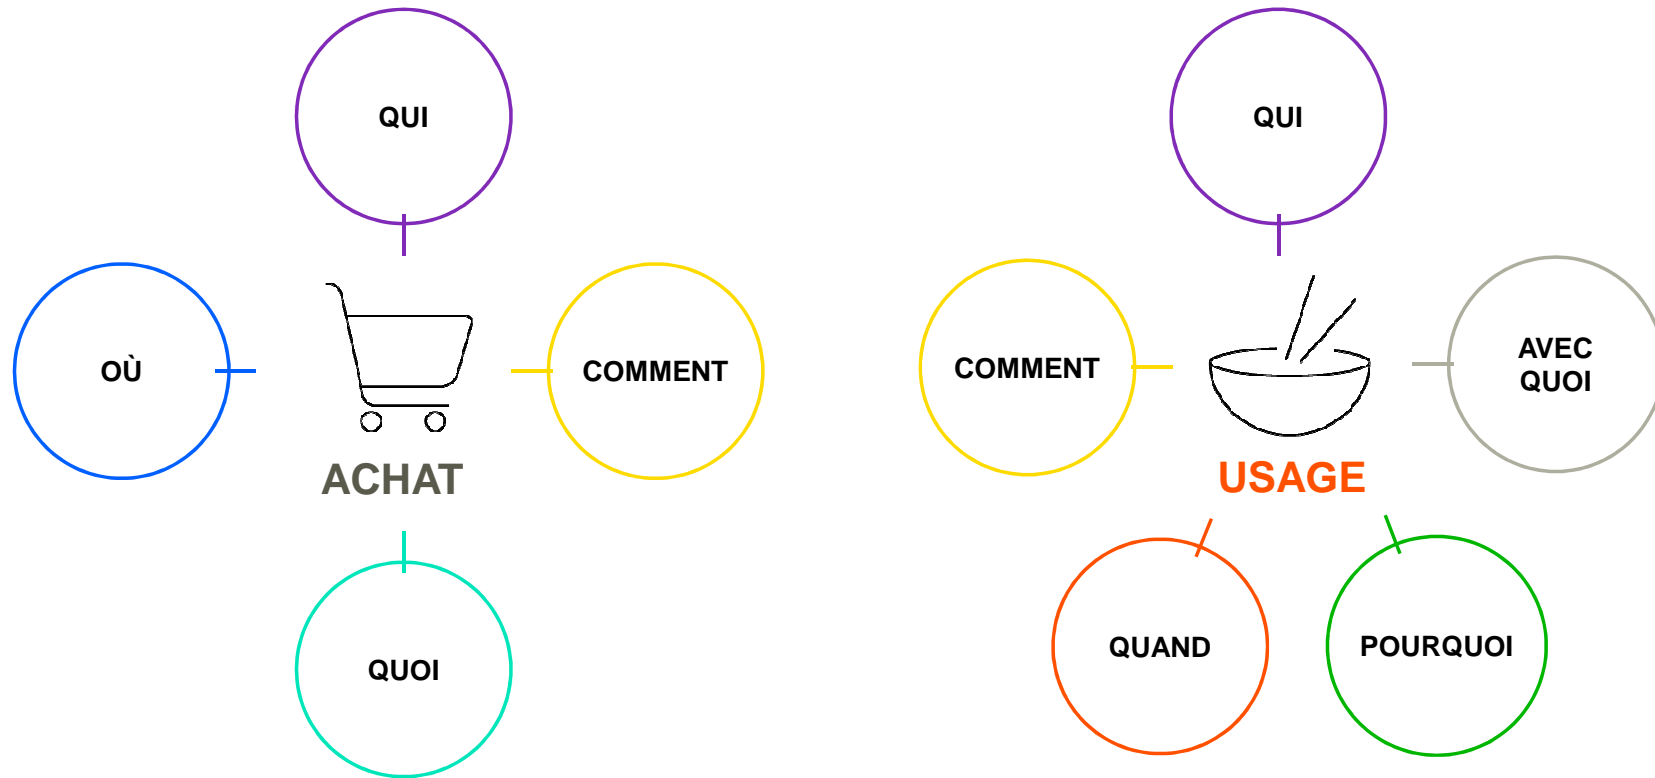 QUI
OÙ
COMMENT
ACHAT
QUOI
QUI
COMMENT
AVEC
QUOI
USAGE
QUAND
POURQUOI